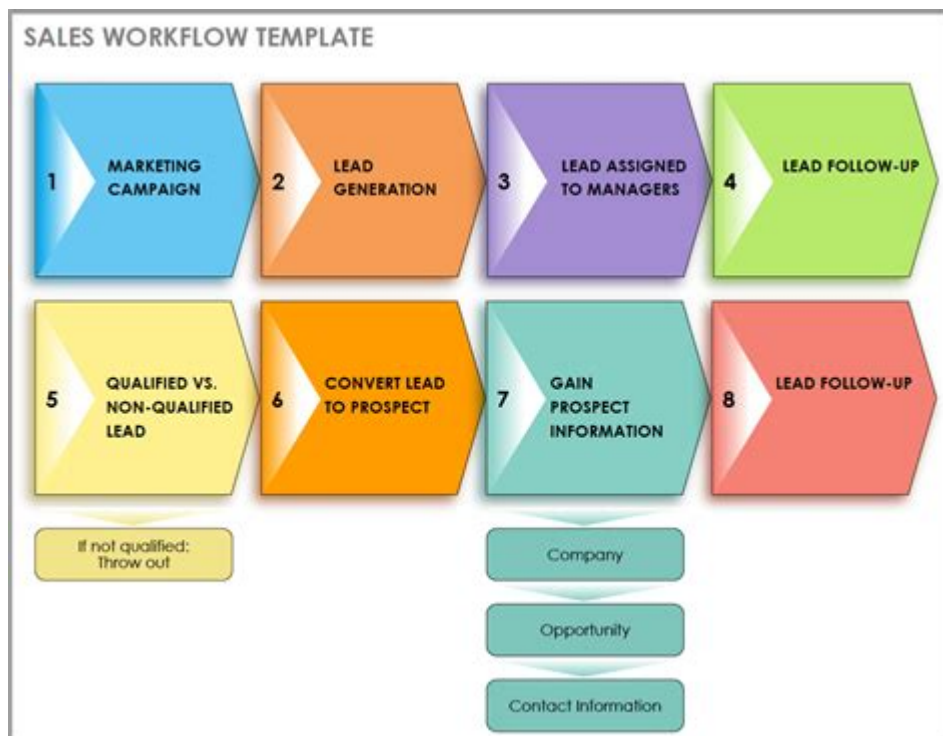 SALES WORKFLOW TEMPLATE
1
MARKETING
CAMPAIGN
2
LEAD
GENERATION
3
LEAD ASSIGNED
TO MANAGERS
4
LEAD FOLLOW-UP
5
QUALIFIED VS.
NON-QUALIFIED
LEAD
6
CONVERT LEAD
TO PROSPECT
7
GAIN
PROSPECT
INFORMATION
8
LEAD FOLLOW-UP
If not qualified:
Throw out
Company
Opportunity
Contact Information